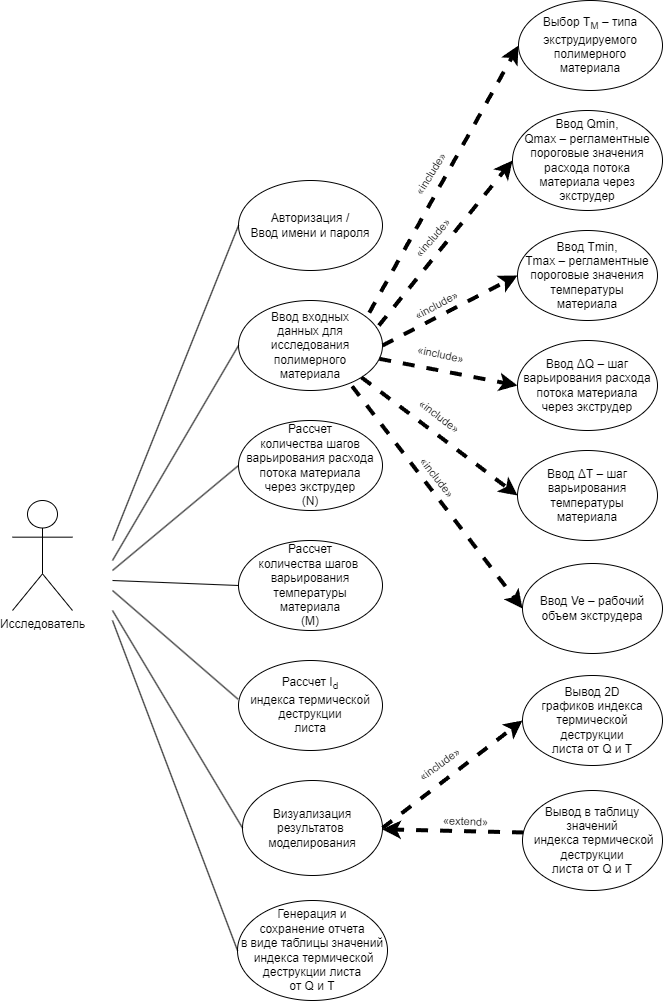 Выбор T_M – типа
экструдируемого
полимерного
материала
Ввод Qmin,
Qmax – регламентные
пороговые значения
расхода потока
материала через
экструдер
«include»
Авторизация /
Ввод имени и пароля
«include»
Ввод Tmin,
Tmax – регламентные
пороговые значения
температуры
материала
«include»
Ввод входных
данных для
исследования
полимерного
материала
«include»
Ввод ΔQ – шаг
варьирования расхода
потока материала
через экструдер
«include»
Рассчет
количества шагов
варьирования расхода
потока материала
через экструдер
(N)
«include»
Ввод ΔT – шаг
варьирования
температуры
материала
Рассчет
количества шагов
варьирования
температуры
материала
(M)
Ввод Ve – рабочий
объем экструдера
Исследователь
Рассчет I_d
индекса термической
деструкции
листа
Вывод 2D
графиков индекса
термической
деструкции
листа от Q и T
«include»
Визуализация
результатов
моделирования
«extend»
Вывод в таблицу
значений
индекса термической
деструкции
листа от Q и T
Генерация и
сохранение отчета
в виде таблицы значений
индекса термической
деструкции листа
от Q и T